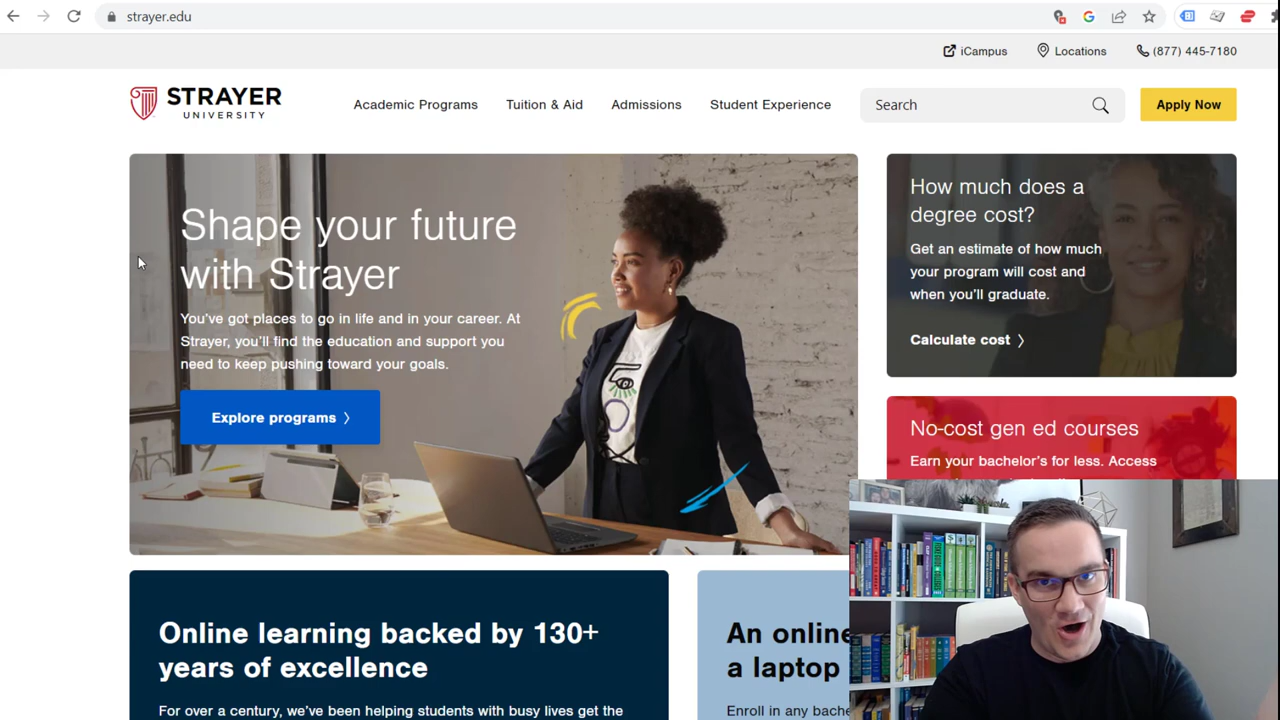 strayer.edu
iCampus
Locations
(877) 445-7180
STRAYER
UNIVERSITY
Academic Programs
Tuition & Aid
Admissions
Student Experience
Search
Apply Now
Shape your future
with Strayer
You've got places to go in life and in your career. At
Strayer, you'll find the education and support you
need to keep pushing toward your goals.
Explore programs
How much does a
degree cost?
Get an estimate of how much
your program will cost and
when you'll graduate.
Calculate cost
No-cost gen ed courses
Earn your bachelor's for less. Access
Online learning backed by 130+
years of excellence
For over a century, we've been helping students with busy lives get the
An online
a laptop
Enroll in any